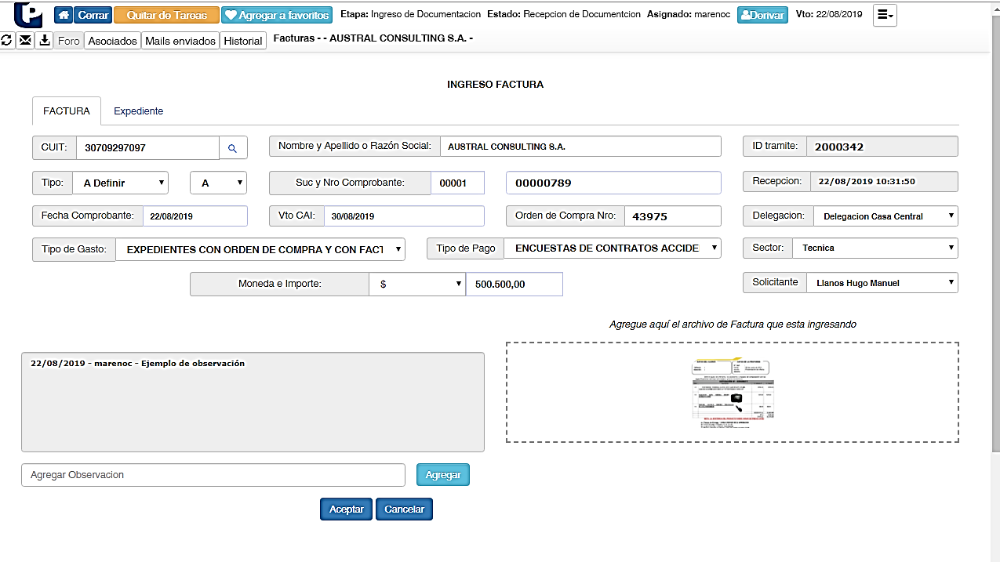 Cerrar Quitar de Tareas Agregar a favoritos Etapa: Ingreso de Documentacion Estado: Recepcion de Documentcion Asignado: marenoc Derivar Vto: 22/08/2019
Foro Asociados Mails enviados Historial Facturas - - AUSTRAL CONSULTING S.A. -
INGRESO FACTURA
FACTURA Expediente
CUIT: 30709297097 Nombre y Apellido o Razón Social: AUSTRAL CONSULTING S.A. ID tramite: 2000342
Tipo: A Definir A Suc y Nro Comprobante: 00001 00000789 Recepcion: 22/08/2019 10:31:50
Fecha Comprobante: 22/08/2019 Vto CAI: 30/08/2019 Orden de Compra Nro: 43975 Delegacion: Delegacion Casa Central
Tipo de Gasto: EXPEDIENTES CON ORDEN DE COMPRA Y CON FACT Tipo de Pago ENCUESTAS DE CONTRATOS ACCIDE Sector: Tecnica
Moneda e Importe: $ 500.500,00 Solicitante Llanos Hugo Manuel
Agregue aquí el archivo de Factura que esta ingresando
22/08/2019 - marenoc - Ejemplo de observación
Agregar Observacion Agregar
Aceptar Cancelar